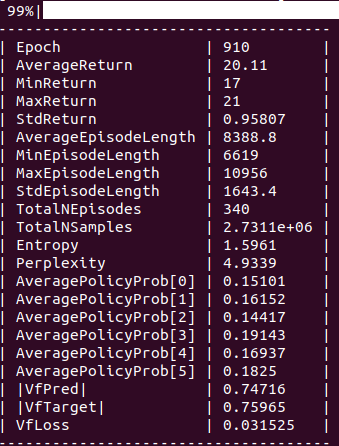 99%|
------------------------------------
| Epoch | 910 |
| AverageReturn | 20.11 |
| MinReturn | 17 |
| MaxReturn | 21 |
| StdReturn | 0.95807 |
| AverageEpisodeLength | 8388.8 |
| MinEpisodeLength | 6619 |
| MaxEpisodeLength | 10956 |
| StdEpisodeLength | 1643.4 |
| TotalNEpisodes | 340 |
| TotalNSamples | 2.7311e+06 |
| Entropy | 1.5961 |
| Perplexity | 4.9339 |
| AveragePolicyProb[0] | 0.15101 |
| AveragePolicyProb[1] | 0.16152 |
| AveragePolicyProb[2] | 0.14417 |
| AveragePolicyProb[3] | 0.19143 |
| AveragePolicyProb[4] | 0.16937 |
| AveragePolicyProb[5] | 0.1825 |
| |VfPred| | 0.74716 |
| |VfTarget| | 0.75965 |
| VfLoss | 0.031525 |
------------------------------------